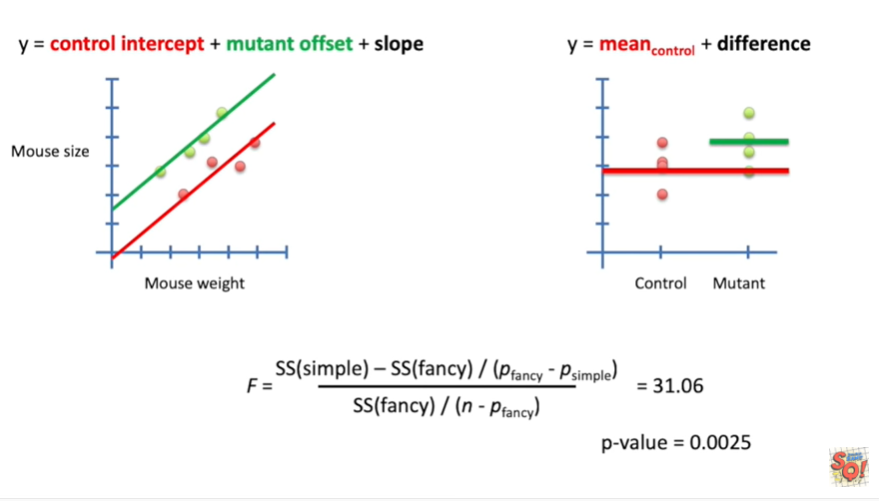 y = control intercept + mutant offset + slope
y = mean_control + difference
Mouse size
Mouse weight
Control Mutant
F = SS(simple) – SS(fancy) / (p_fancy - p_simple) = 31.06
SS(fancy) / (n - p_fancy)
p-value = 0.0025
SQ!